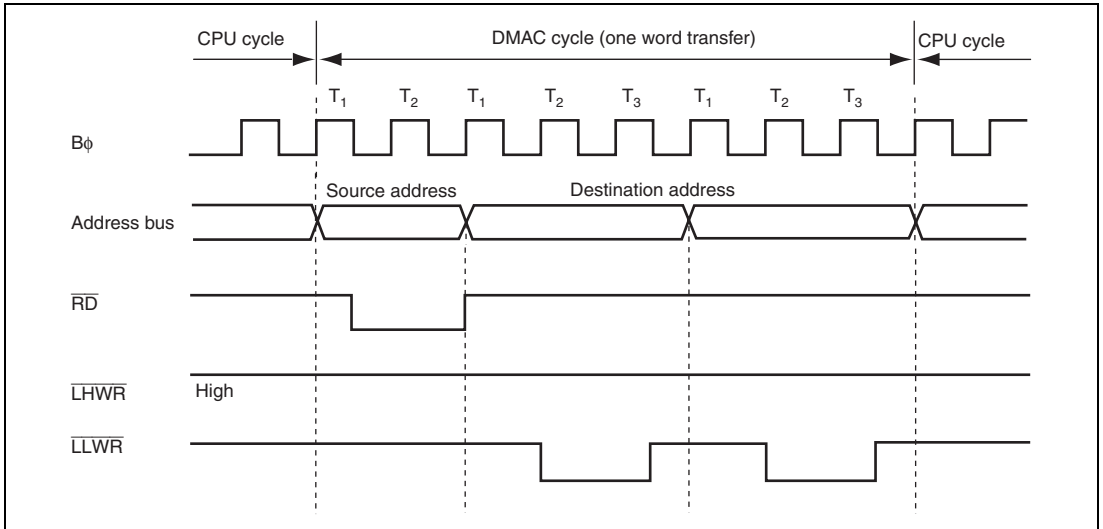 CPU cycle DMAC cycle (one word transfer) CPU cycle
T1 T2 T1 T2 T3 T1 T2 T3
Bϕ
Source address Destination address
Address bus
RD
LHWR High
LLWR